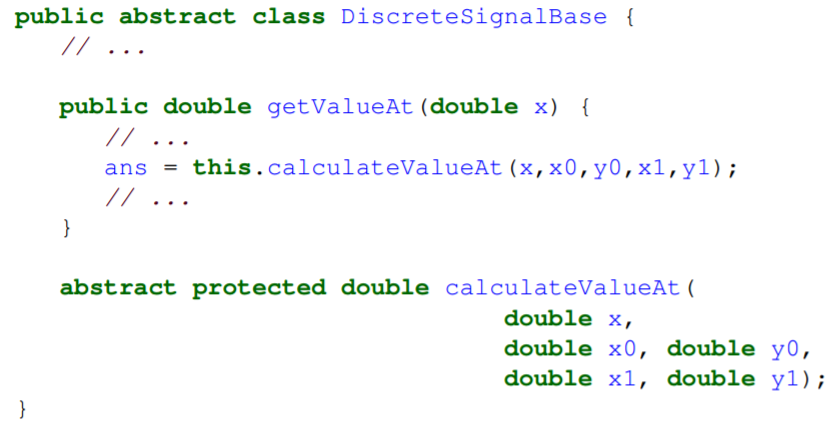 public abstract class DiscreteSignalBase {
// ...
public double getValueAt(double x) {
// ...
ans = this.calculateValueAt(x,x0,y0,x1,y1);
// ...
}
abstract protected double calculateValueAt(
double x,
double x0, double y0,
double x1, double y1);
}